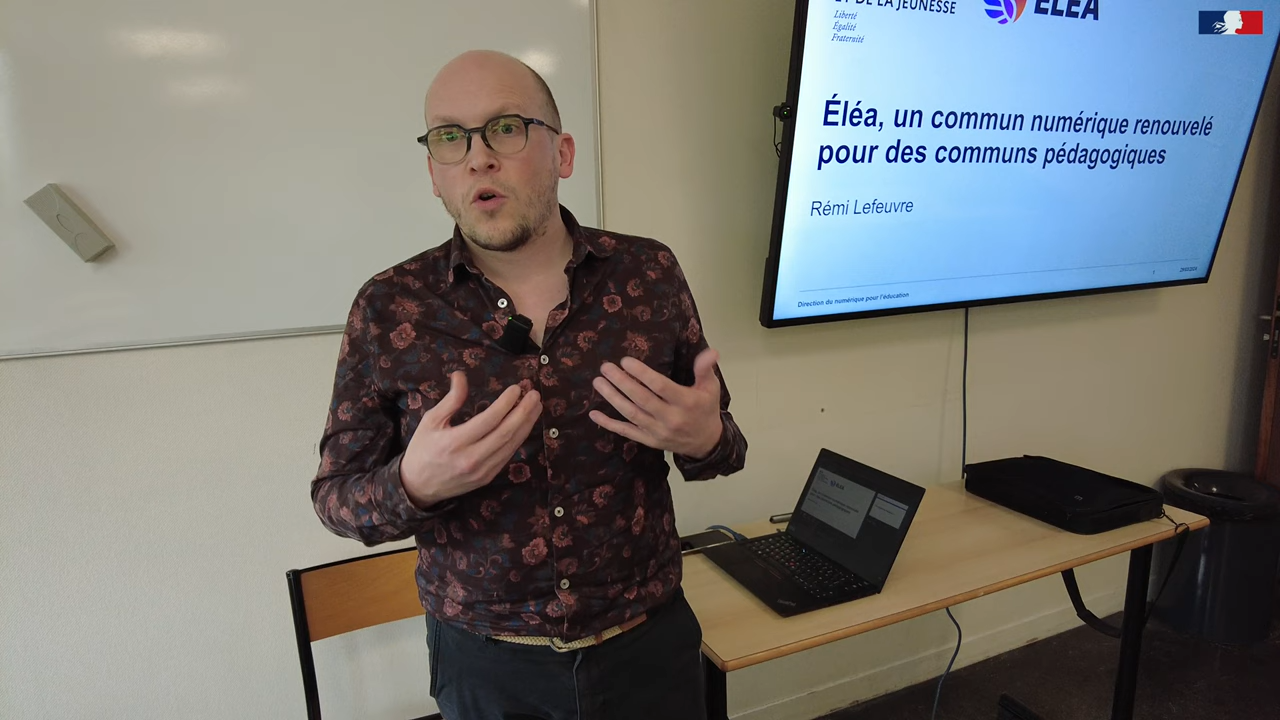 ET DE LA JEUNESSE
Liberté
Égalité
Fraternité
ÉLÉA
Éléa, un commun numérique renouvelé
pour des communs pédagogiques
Rémi Lefeuvre
Direction du numérique pour l'éducation